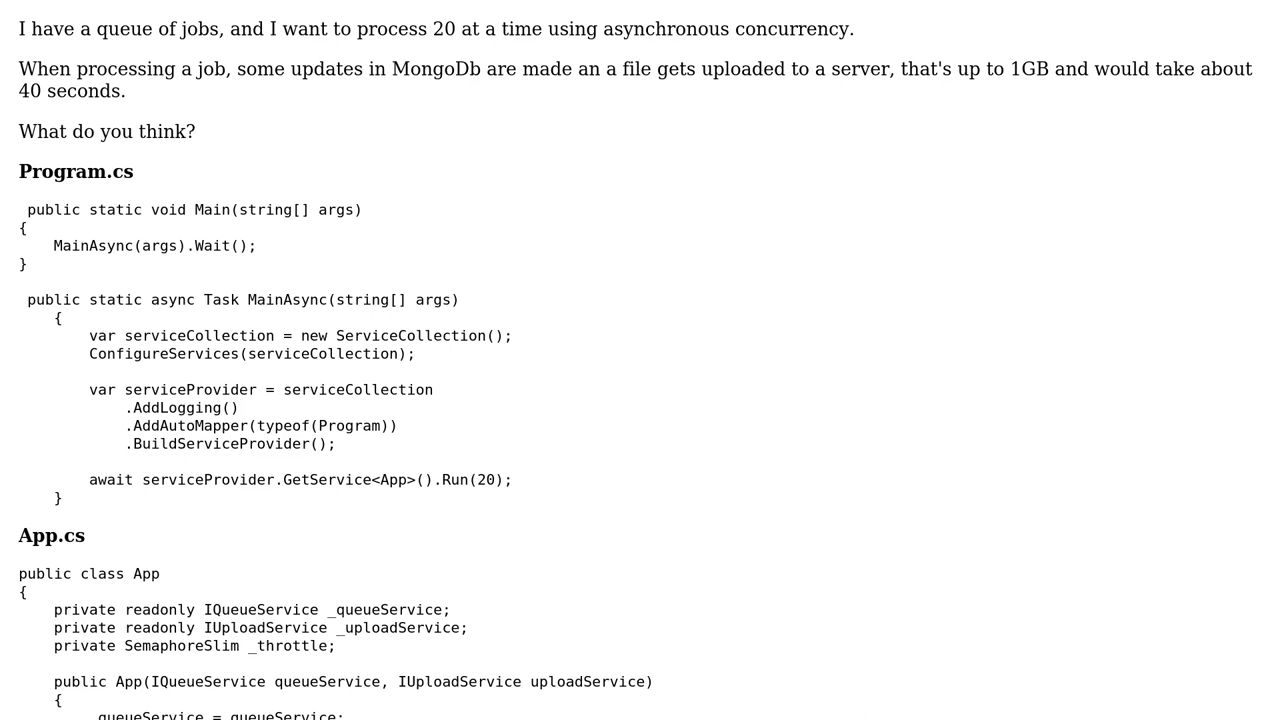 I have a queue of jobs, and I want to process 20 at a time using asynchronous concurrency.
When processing a job, some updates in MongoDb are made an a file gets uploaded to a server, that's up to 1GB and would take about
40 seconds.
What do you think?
Program.cs
public static void Main(string[] args)
{
MainAsync(args).Wait();
}
public static async Task MainAsync(string[] args)
{
var serviceCollection = new ServiceCollection();
ConfigureServices(serviceCollection);
var serviceProvider = serviceCollection
.AddLogging()
.AddAutoMapper(typeof(Program))
.BuildServiceProvider();
await serviceProvider.GetService<App>().Run(20);
}
App.cs
public class App
{
private readonly IQueueService _queueService;
private readonly IUploadService _uploadService;
private SemaphoreSlim _throttle;
public App(IQueueService queueService, IUploadService uploadService)
{
_queueService = queueService;